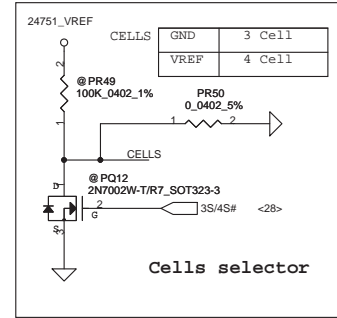 24751_VREF
CELLS GND 3 Cell
VREF 4 Cell
2
@PR49
100K_0402_1%
1
PR50
0_0402_5%
1 2
CELLS
@PQ12
2N7002W-T/R7_SOT323-3
D
2
G
3S/4S# <28>
S
3
Cells selector